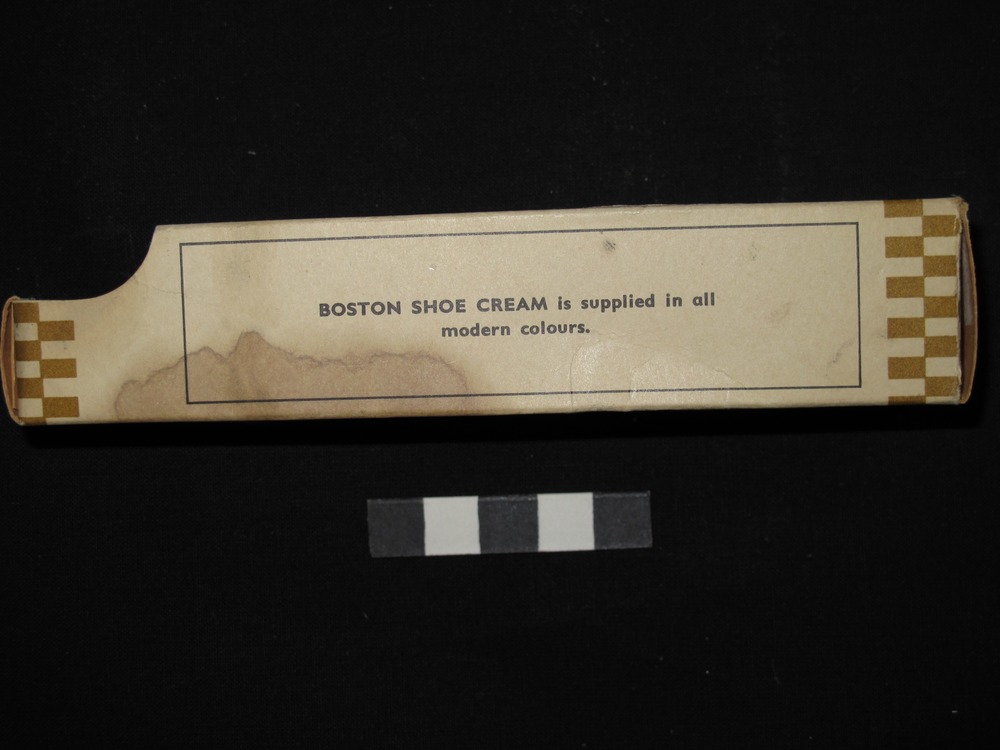 BOSTON SHOE CREAM is supplied in all
modern colours.